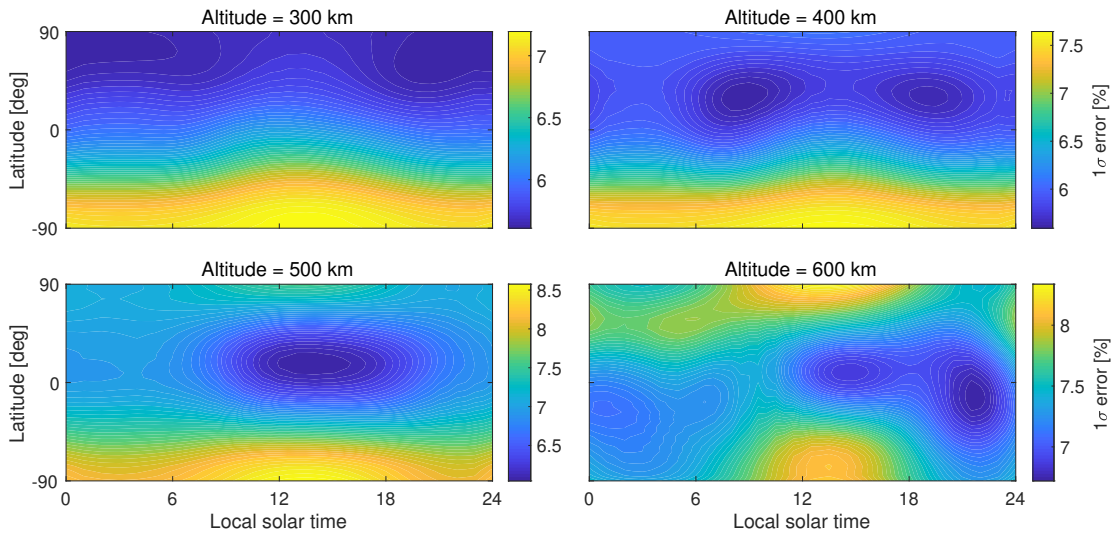 Altitude = 300 km
Altitude = 400 km
90
0
-90
Latitude [deg]
7
6.5
6
7.5
7
6.5
6
1σ error [%]
Altitude = 500 km
Altitude = 600 km
90
0
-90
Latitude [deg]
8.5
8
7.5
7
6.5
8
7.5
7
1σ error [%]
0 6 12 18 24
0 6 12 18 24
Local solar time
Local solar time